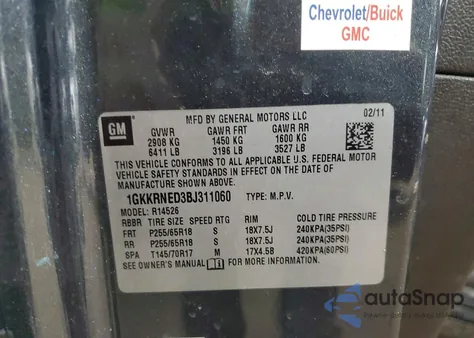 Chevrolet/Buick
GMC
GM
MFD BY GENERAL MOTORS LLC
02/11
GVWR GAWR FRT GAWR RR
2908 KG 1450 KG 1600 KG
6411 LB 3196 LB 3527 LB
THIS VEHICLE CONFORMS TO ALL APPLICABLE U.S. FEDERAL MOTOR
VEHICLE SAFETY STANDARDS IN EFFECT ON THE DATE OF
MANUFACTURE SHOWN ABOVE.
1GKKRNED3BJ311060 TYPE: M.P.V.
MODEL: R14526
RBBR TIRE SIZE SPEED RTG RIM COLD TIRE PRESSURE
FRT P255/65R18 S 18X7.5J 240KPA(35PSI)
RR P255/65R18 S 18X7.5J 240KPA(35PSI)
SPA T145/70R17 M 17X4.5B 420KPA(60PSI)
SEE OWNER'S MANUAL FOR MORE INFORMATION.
autoSnap